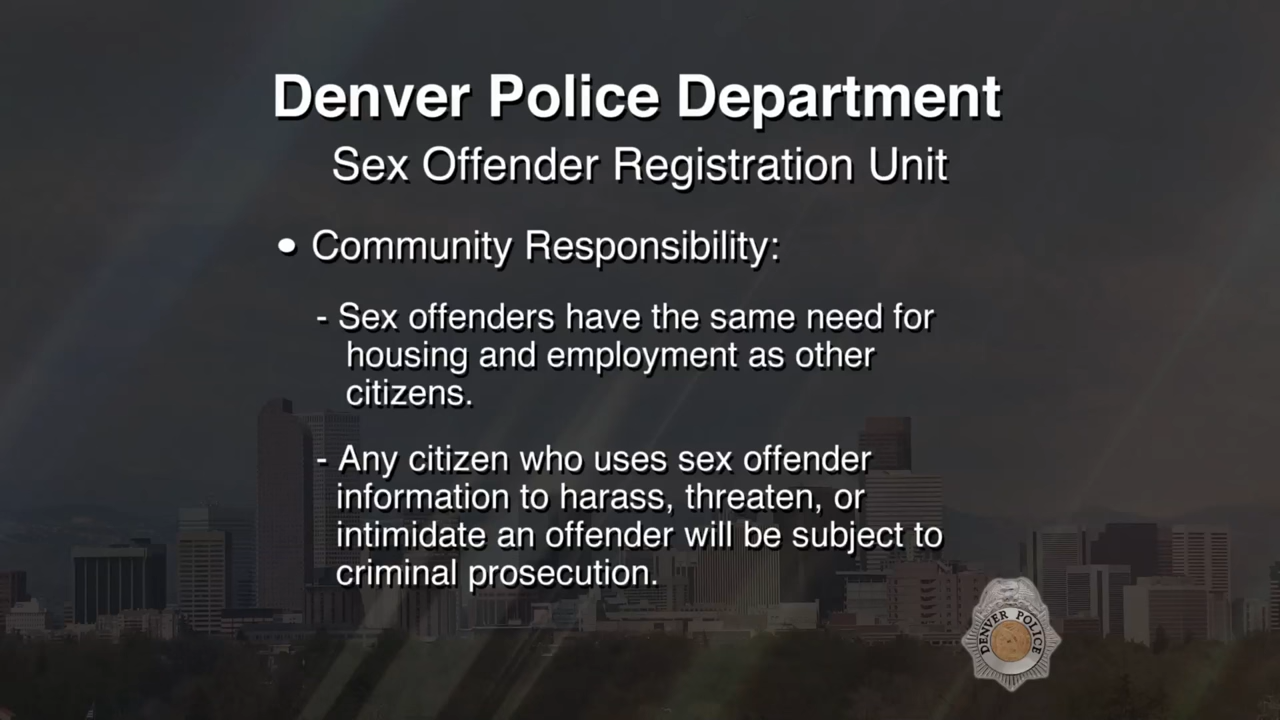 Denver Police Department
Sex Offender Registration Unit
• Community Responsibility:
- Sex offenders have the same need for
housing and employment as other
citizens.
- Any citizen who uses sex offender
information to harass, threaten, or
intimidate an offender will be subject to
criminal prosecution.
DENVER POLICE